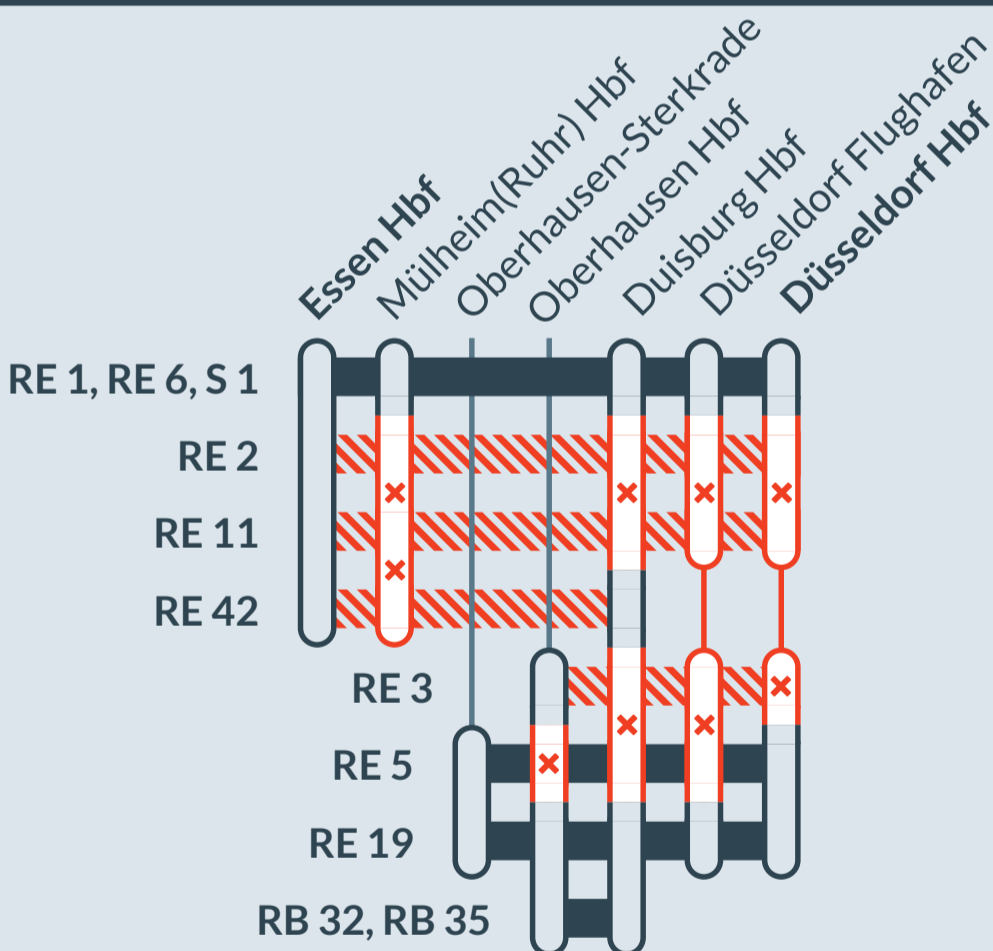 Essen Hbf
Mülheim(Ruhr) Hbf
Oberhausen-Sterkrade
Oberhausen Hbf
Duisburg Hbf
Düsseldorf Flughafen
Düsseldorf Hbf
RE 1, RE 6, S 1
RE 2
RE 11
RE 42
RE 3
RE 5
RE 19
RB 32, RB 35